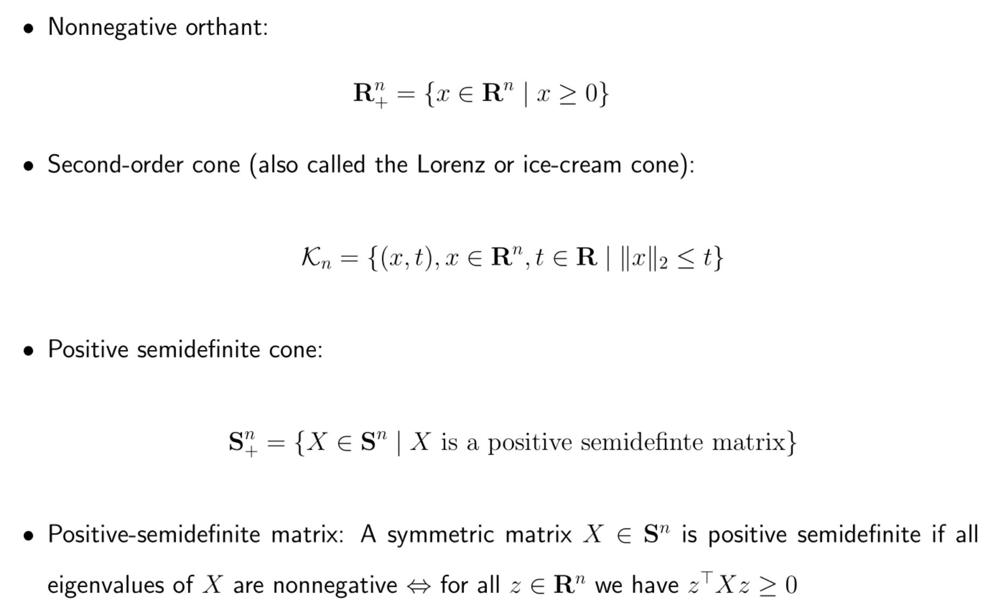 • Nonnegative orthant:
$\mathbf{R}^n_+ = \{x \in \mathbf{R}^n \mid x \geq 0\}$
• Second-order cone (also called the Lorenz or ice-cream cone):
$\mathcal{K}_n = \{(x, t), x \in \mathbf{R}^n, t \in \mathbf{R} \mid \|x\|_2 \leq t\}$
• Positive semidefinite cone:
$\mathbf{S}^n_+ = \{X \in \mathbf{S}^n \mid X \text{ is a positive semidefinte matrix}\}$
• Positive-semidefinite matrix: A symmetric matrix $X \in \mathbf{S}^n$ is positive semidefinite if all
eigenvalues of $X$ are nonnegative $\Leftrightarrow$ for all $z \in \mathbf{R}^n$ we have $z^\top X z \geq 0$